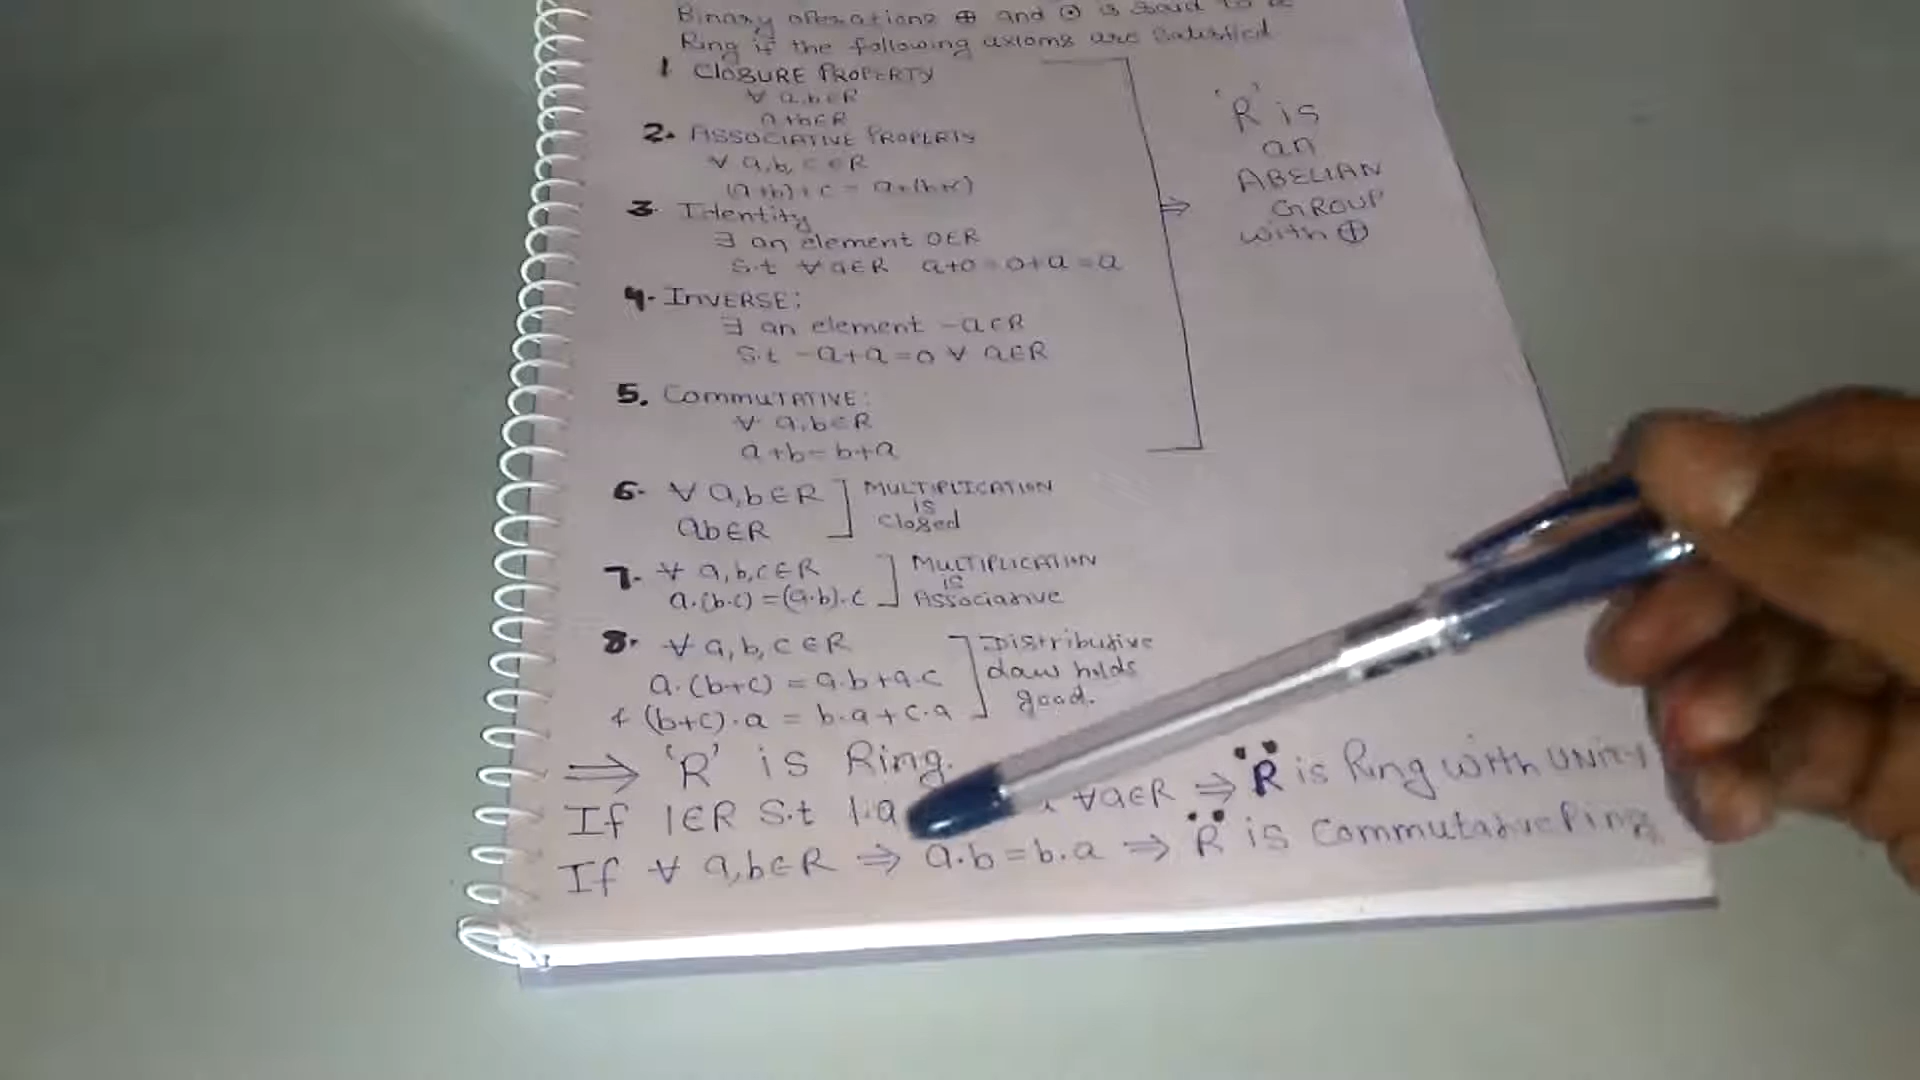 Binary operations ⊕ and ⊙ is said to be
Ring if the following axioms are Satisfied
1 CLOSURE PROPERTY
∀ a,b∈R
a+b∈R
2. ASSOCIATIVE PROPERTY
∀ a,b,c∈R
(a+b)+c = a+(b+c)
3. Identity
∃ an element 0∈R
S.t ∀a∈R a+0=0+a=a
4. INVERSE:
∃ an element -a∈R
S.t -a+a=0 ∀ a∈R
5. COMMUTATIVE:
∀ a,b∈R
a+b=b+a
⇒ 'R' is
an
ABELIAN
GROUP
with ⊕
6. ∀ a,b∈R ] MULTIPLICATION
ab∈R is closed
7. ∀ a,b,c∈R ] MULTIPLICATION
a.(b.c)=(a.b).c is Associative
8. ∀ a,b,c∈R ] Distributive
a.(b+c) = a.b+a.c law holds
& (b+c).a = b.a+c.a good.
⇒ 'R' is Ring.
If 1∈R S.t 1.a ∀a∈R ⇒ R is Ring with UNITY
If ∀ a,b∈R ⇒ a.b=b.a ⇒ R is Commutative Ring